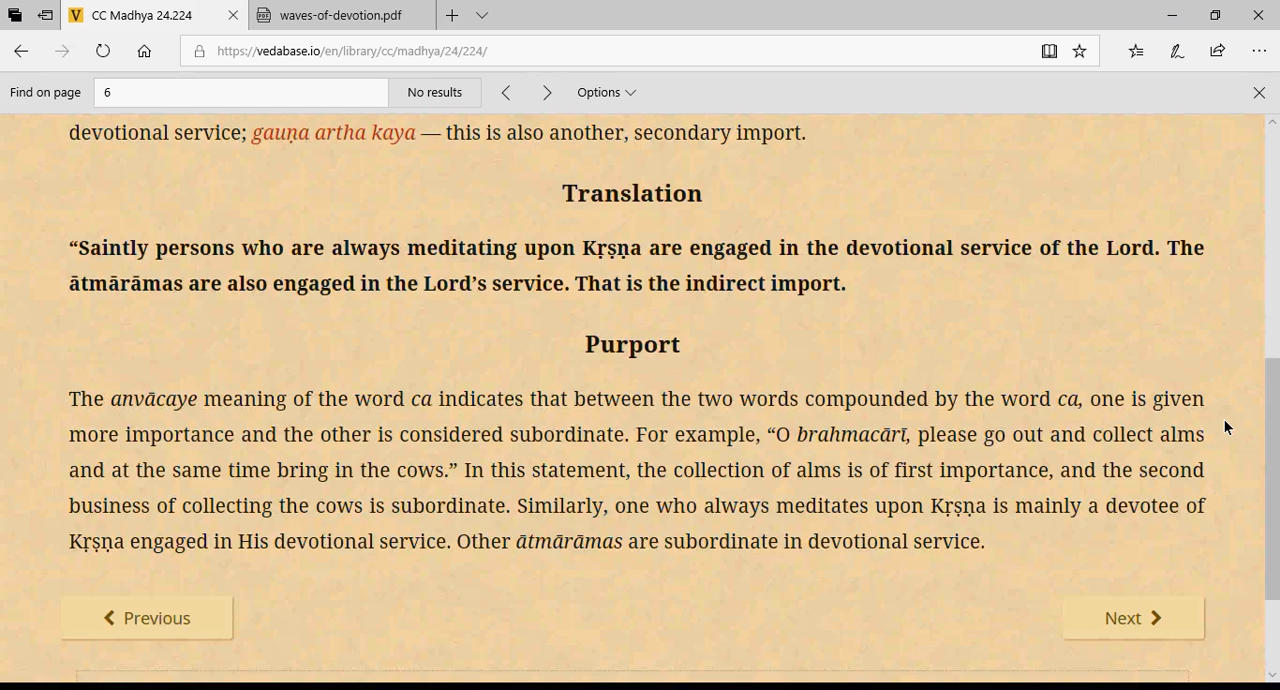 CC Madhya 24.224
waves-of-devotion.pdf
https://vedabase.io/en/library/cc/madhya/24/224/
Find on page 6 No results Options
devotional service; gauṇa artha kaya — this is also another, secondary import.
Translation
“Saintly persons who are always meditating upon Kṛṣṇa are engaged in the devotional service of the Lord. The
ātmārāmas are also engaged in the Lord’s service. That is the indirect import.
Purport
The anvācaye meaning of the word ca indicates that between the two words compounded by the word ca, one is given
more importance and the other is considered subordinate. For example, “O brahmacārī, please go out and collect alms
and at the same time bring in the cows.” In this statement, the collection of alms is of first importance, and the second
business of collecting the cows is subordinate. Similarly, one who always meditates upon Kṛṣṇa is mainly a devotee of
Kṛṣṇa engaged in His devotional service. Other ātmārāmas are subordinate in devotional service.
Previous
Next